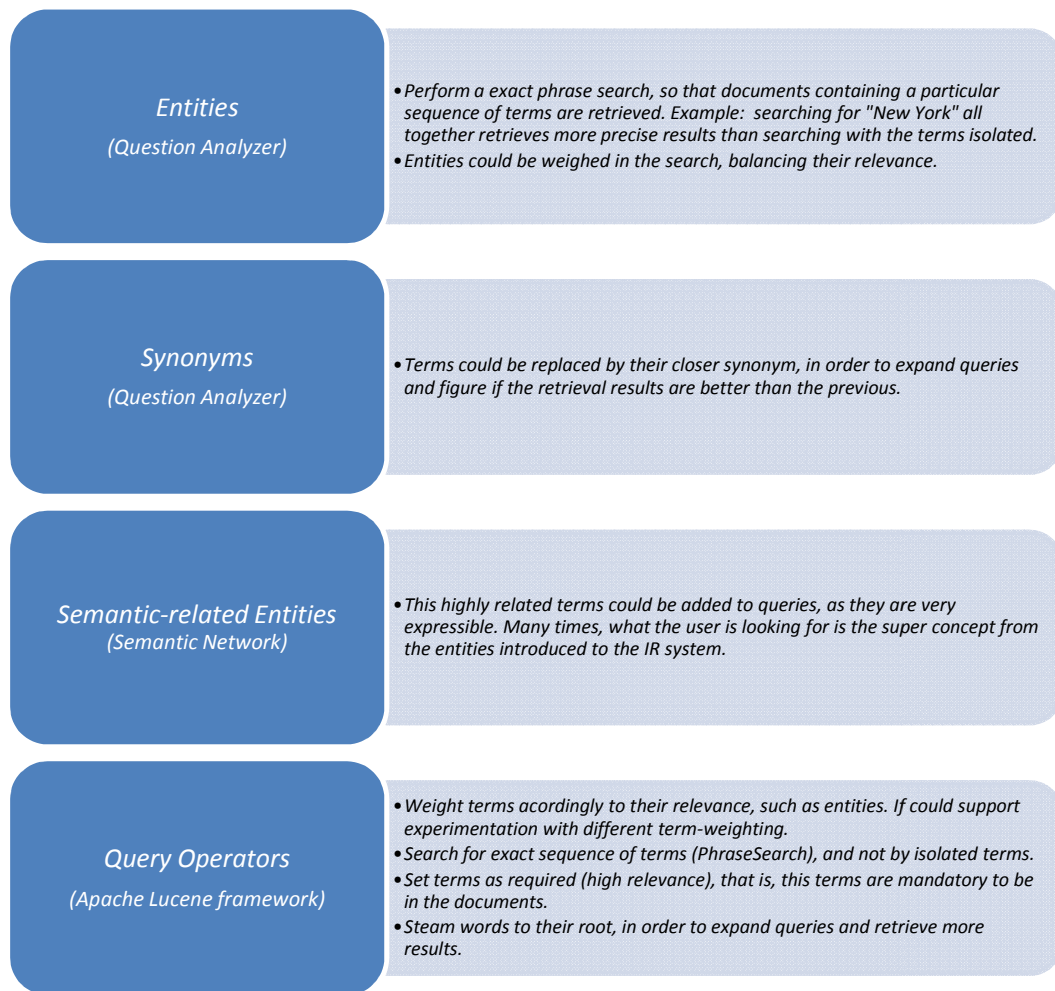 Entities
(Question Analyzer)
•Perform a exact phrase search, so that documents containing a particular
sequence of terms are retrieved. Example:  searching for "New York" all
together retrieves more precise results than searching with the terms isolated.
•Entities could be weighed in the search, balancing their relevance.
Synonyms
(Question Analyzer)
•Terms could be replaced by their closer synonym, in order to expand queries
and figure if the retrieval results are better than the previous.
Semantic-related Entities
(Semantic Network)
•This highly related terms could be added to queries, as they are very
expressible. Many times, what the user is looking for is the super concept from
the entities introduced to the IR system.
Query Operators
(Apache Lucene framework)
•Weight terms acordingly to their relevance, such as entities. If could support
experimentation with different term-weighting.
•Search for exact sequence of terms (PhraseSearch), and not by isolated terms.
•Set terms as required (high relevance), that is, this terms are mandatory to be
in the documents.
•Steam words to their root, in order to expand queries and retrieve more
results.